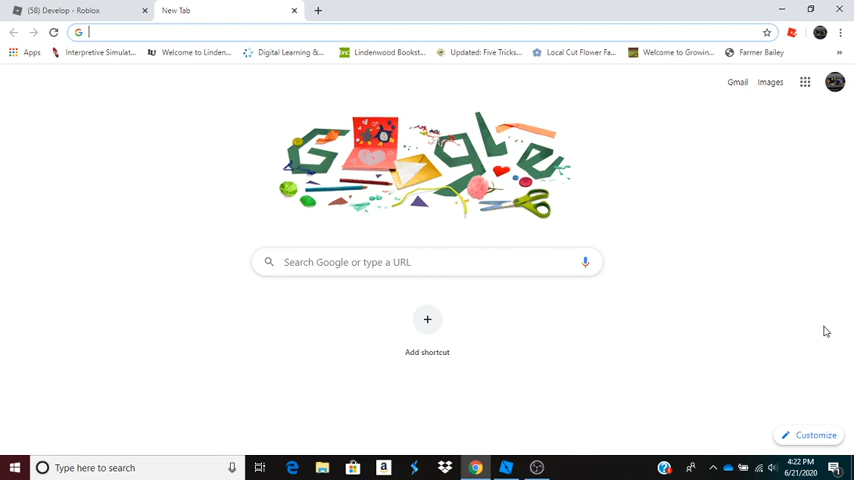 (58) Develop - Roblox
New Tab
Apps
Interpretive Simulat...
Welcome to Linden...
Digital Learning &...
Lindenwood Bookst...
Updated: Five Tricks...
Local Cut Flower Fa...
Welcome to Growin...
Farmer Bailey
Gmail Images
Google
Search Google or type a URL
Add shortcut
Customize
Type here to search
4:22 PM
6/21/2020